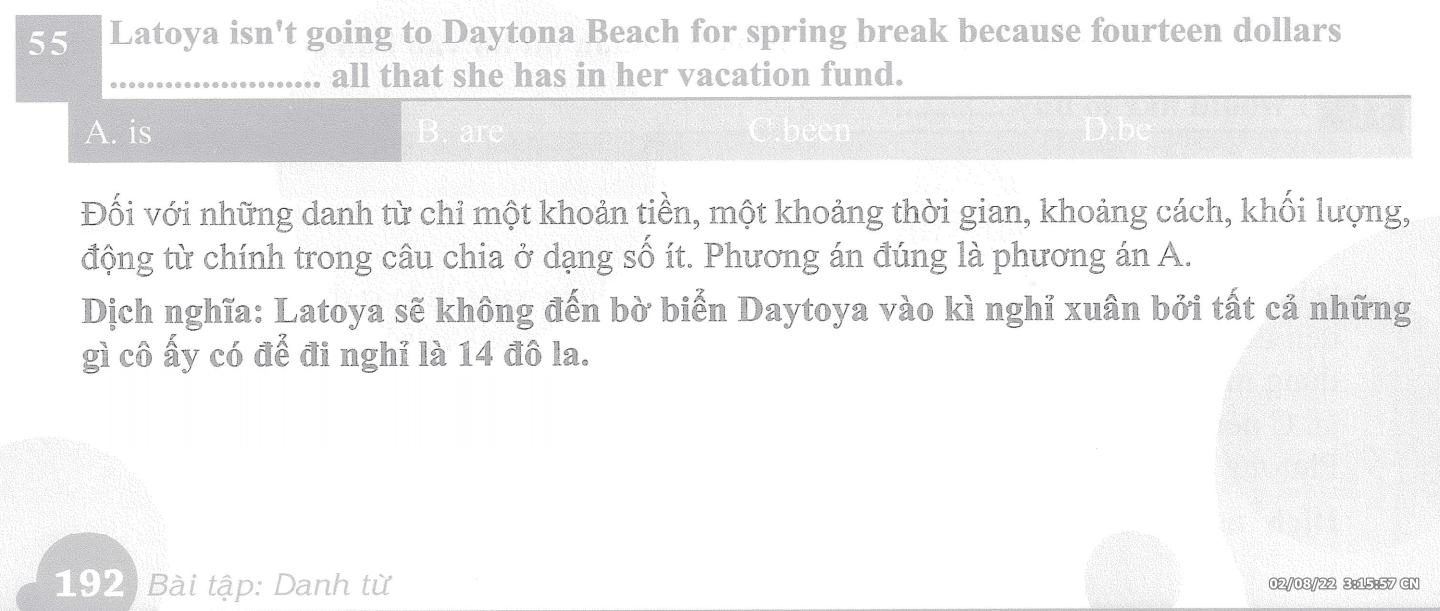 55
Latoya isn't going to Daytona Beach for spring break because fourteen dollars
....................... all that she has in her vacation fund.
A. is B. are C.been D.be
Đối với những danh từ chỉ một khoản tiền, một khoảng thời gian, khoảng cách, khối lượng,
động từ chính trong câu chia ở dạng số ít. Phương án đúng là phương án A.
Dịch nghĩa: Latoya sẽ không đến bờ biển Daytoya vào kì nghỉ xuân bởi tất cả những
gì cô ấy có để đi nghỉ là 14 đô la.
192 Bài tập: Danh từ
02/08/22 3:15:57 CN